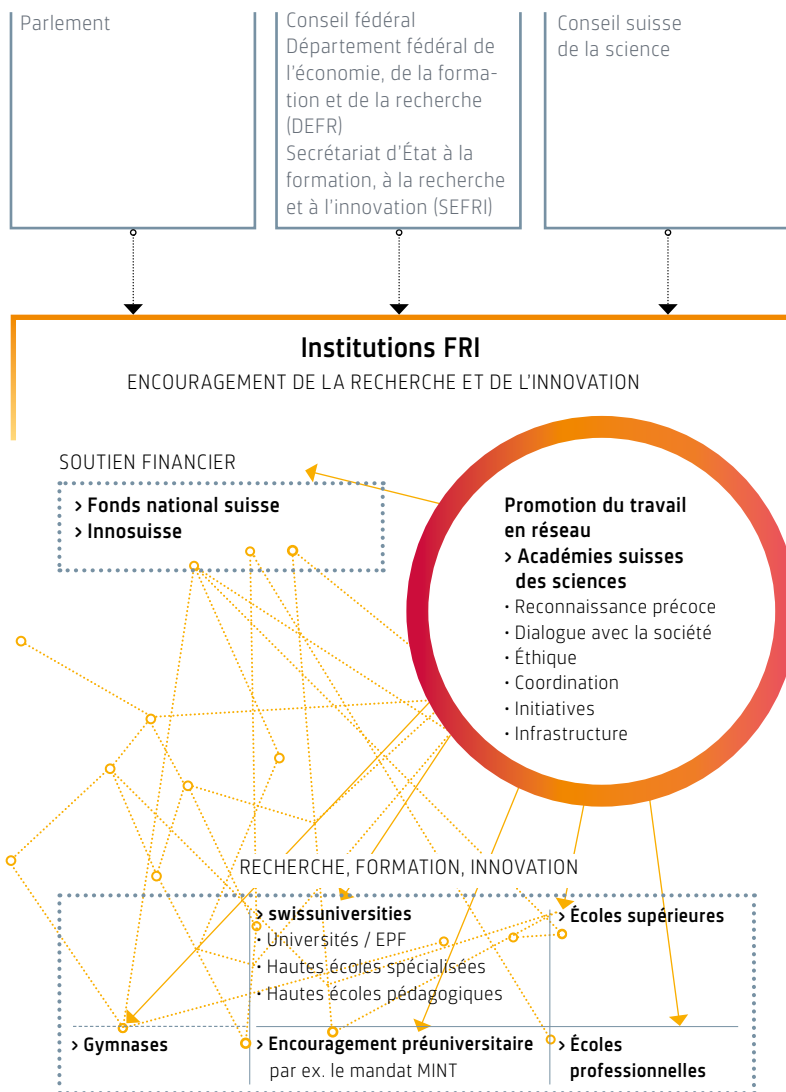 Parlement
Conseil fédéral
Département fédéral de
l'économie, de la forma-
tion et de la recherche
(DEFR)
Secrétariat d'État à la
formation, à la recherche
et à l'innovation (SEFRI)
Conseil suisse
de la science
Institutions FRI
ENCOURAGEMENT DE LA RECHERCHE ET DE L'INNOVATION
SOUTIEN FINANCIER
› Fonds national suisse
› Innosuisse
Promotion du travail
en réseau
› Académies suisses
des sciences
· Reconnaissance précoce
· Dialogue avec la société
· Éthique
· Coordination
· Initiatives
· Infrastructure
RECHERCHE, FORMATION, INNOVATION
› swissuniversities
· Universités / EPF
· Hautes écoles spécialisées
· Hautes écoles pédagogiques
› Écoles supérieures
› Gymnases
› Encouragement préuniversitaire
par ex. le mandat MINT
› Écoles
professionnelles